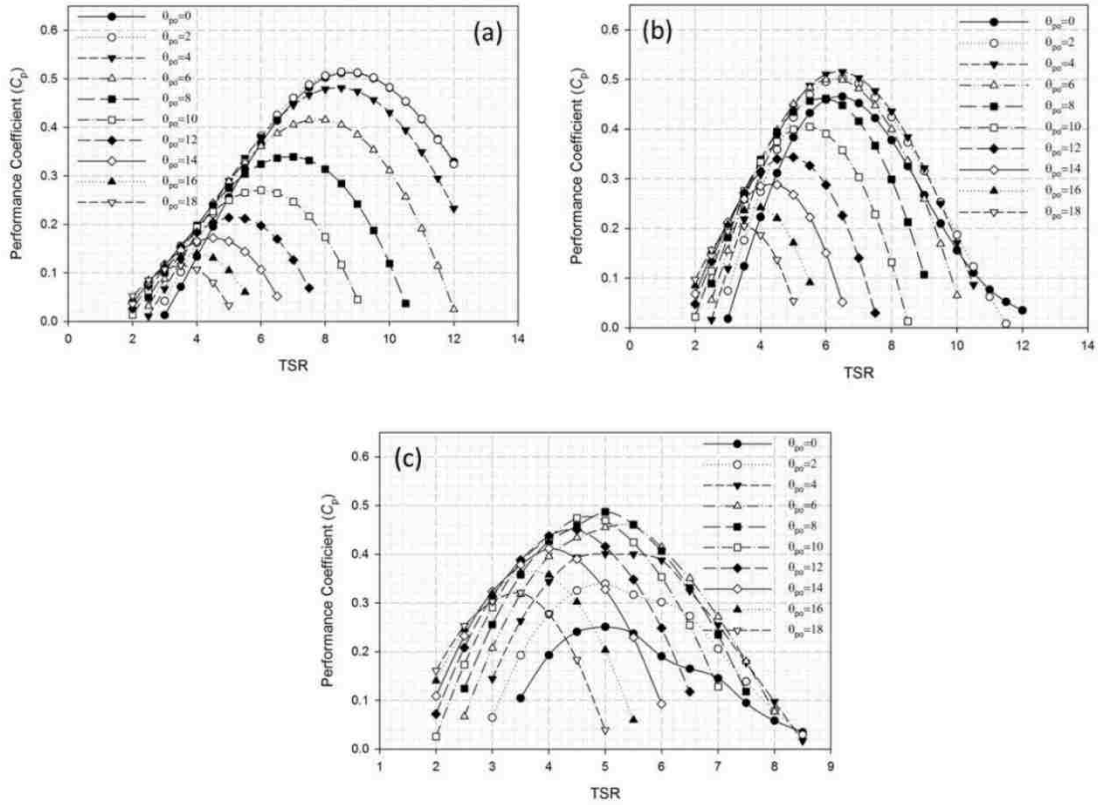 (a)
Performance Coefficient (Cₚ)
0.6
0.5
0.4
0.3
0.2
0.1
0.0
0 2 4 6 8 10 12 14
TSR
θpo=0
θpo=2
θpo=4
θpo=6
θpo=8
θpo=10
θpo=12
θpo=14
θpo=16
θpo=18
(b)
Performance Coefficient (Cₚ)
0.6
0.5
0.4
0.3
0.2
0.1
0.0
0 2 4 6 8 10 12 14
TSR
θpo=0
θpo=2
θpo=4
θpo=6
θpo=8
θpo=10
θpo=12
θpo=14
θpo=16
θpo=18
(c)
Performance Coefficient (Cₚ)
0.6
0.5
0.4
0.3
0.2
0.1
0.0
1 2 3 4 5 6 7 8 9
TSR
θpo=0
θpo=2
θpo=4
θpo=6
θpo=8
θpo=10
θpo=12
θpo=14
θpo=16
θpo=18